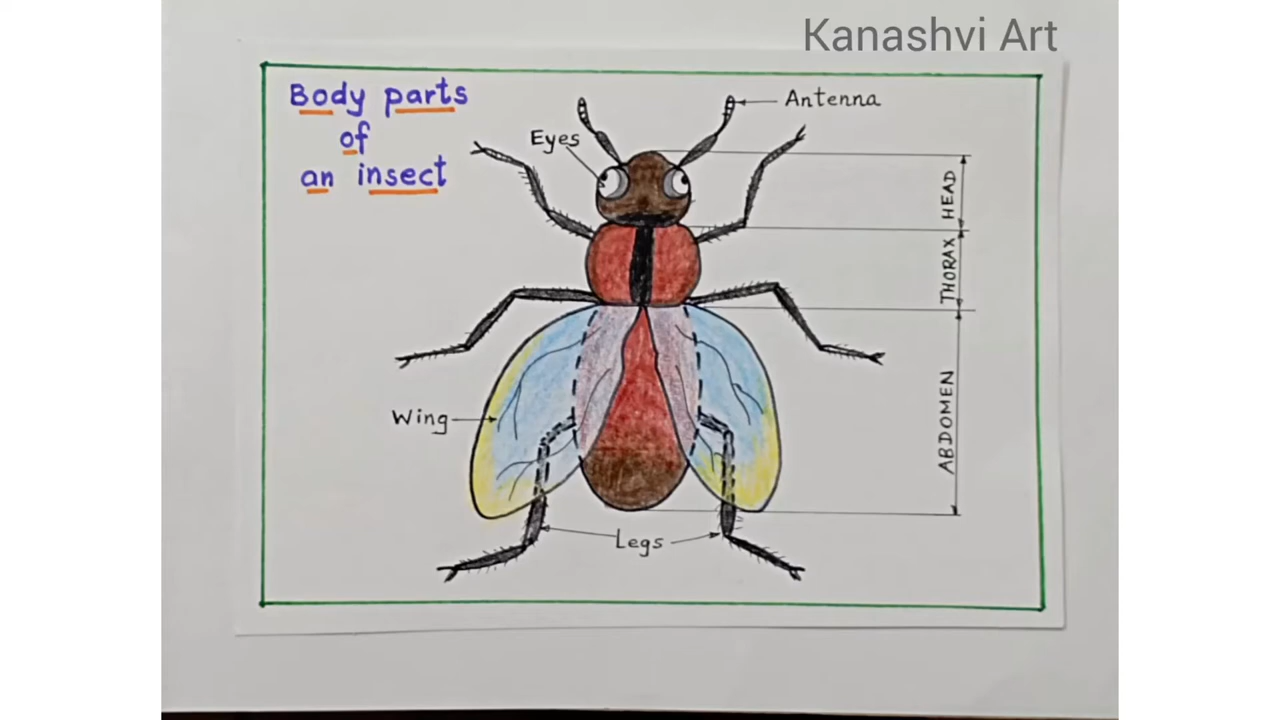 Kanashvi Art
Body parts
of
an insect
Antenna
Eyes
HEAD
THORAX
Wing
ABDOMEN
Legs